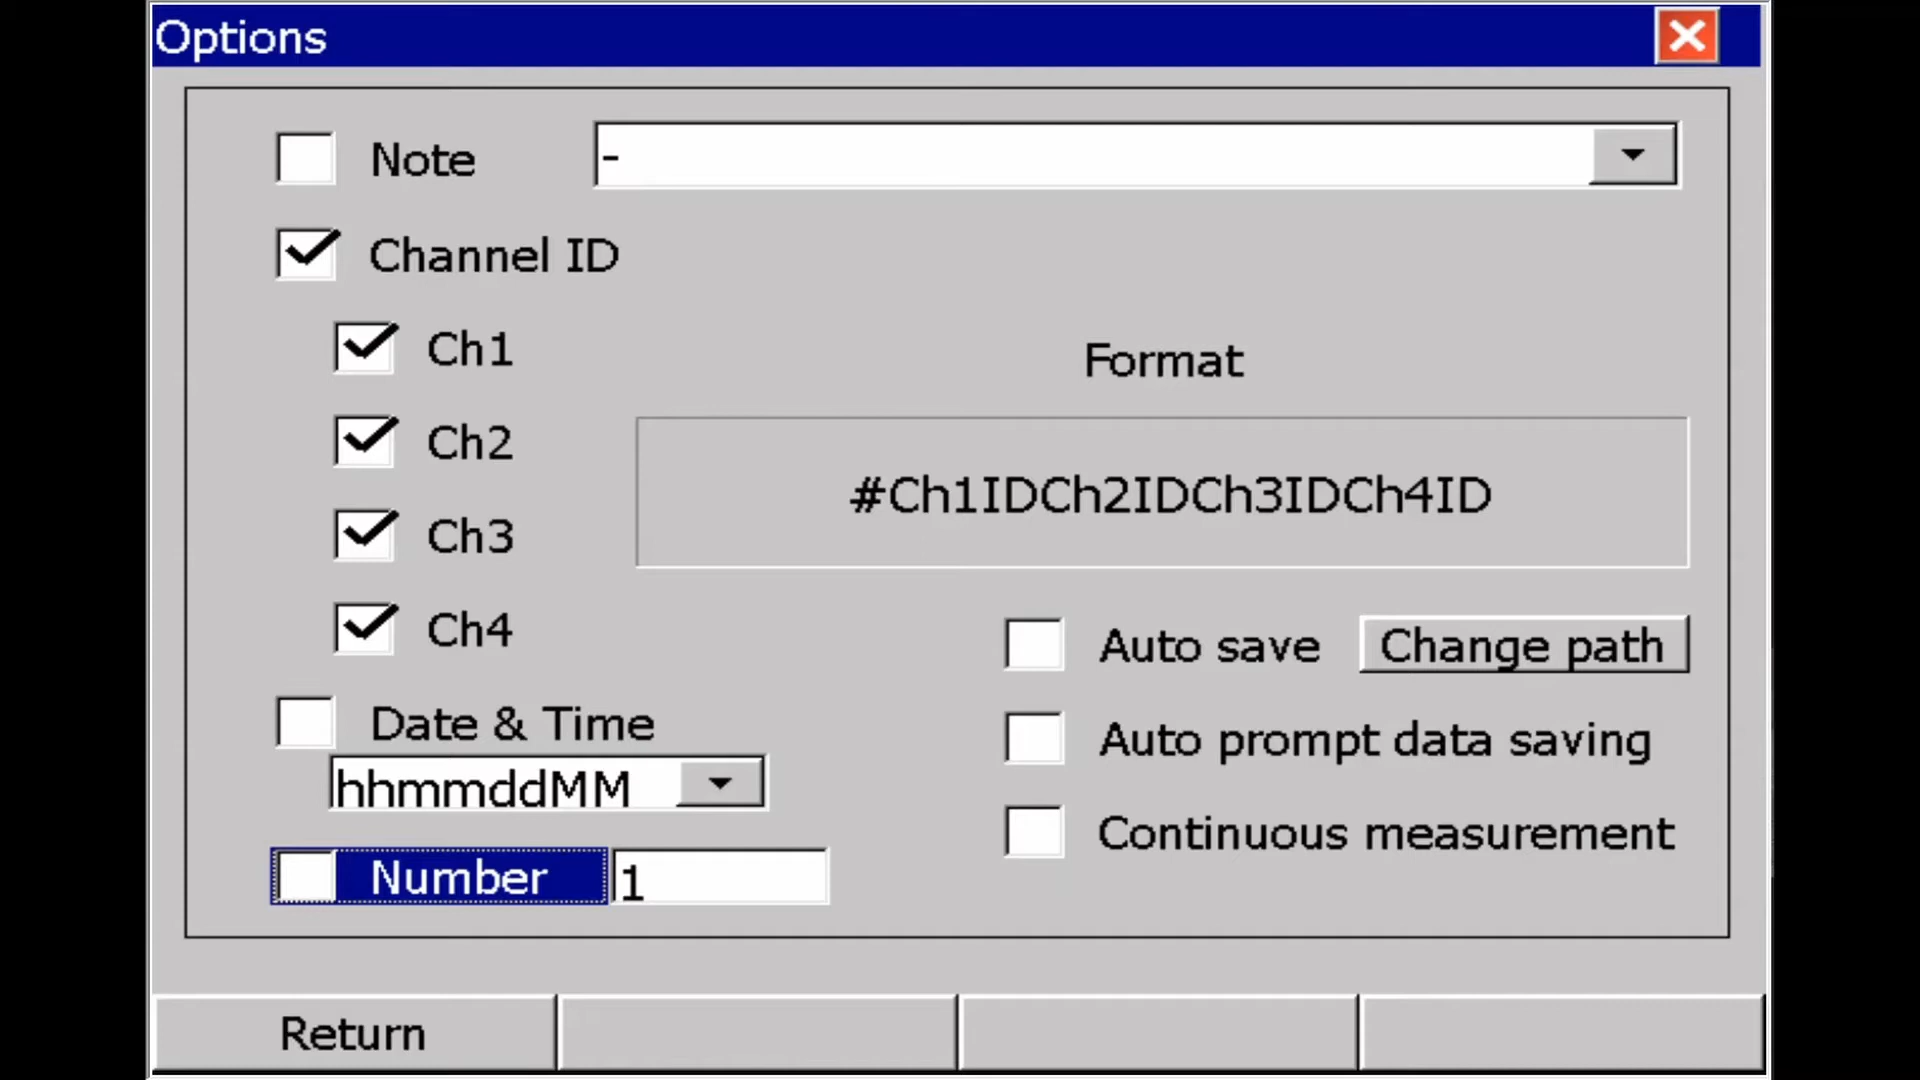 Options
Note
-
Channel ID
Ch1
Format
Ch2
#Ch1IDCh2IDCh3IDCh4ID
Ch3
Ch4
Auto save
Change path
Date & Time
Auto prompt data saving
hhmmddMM
Continuous measurement
Number
1
Return